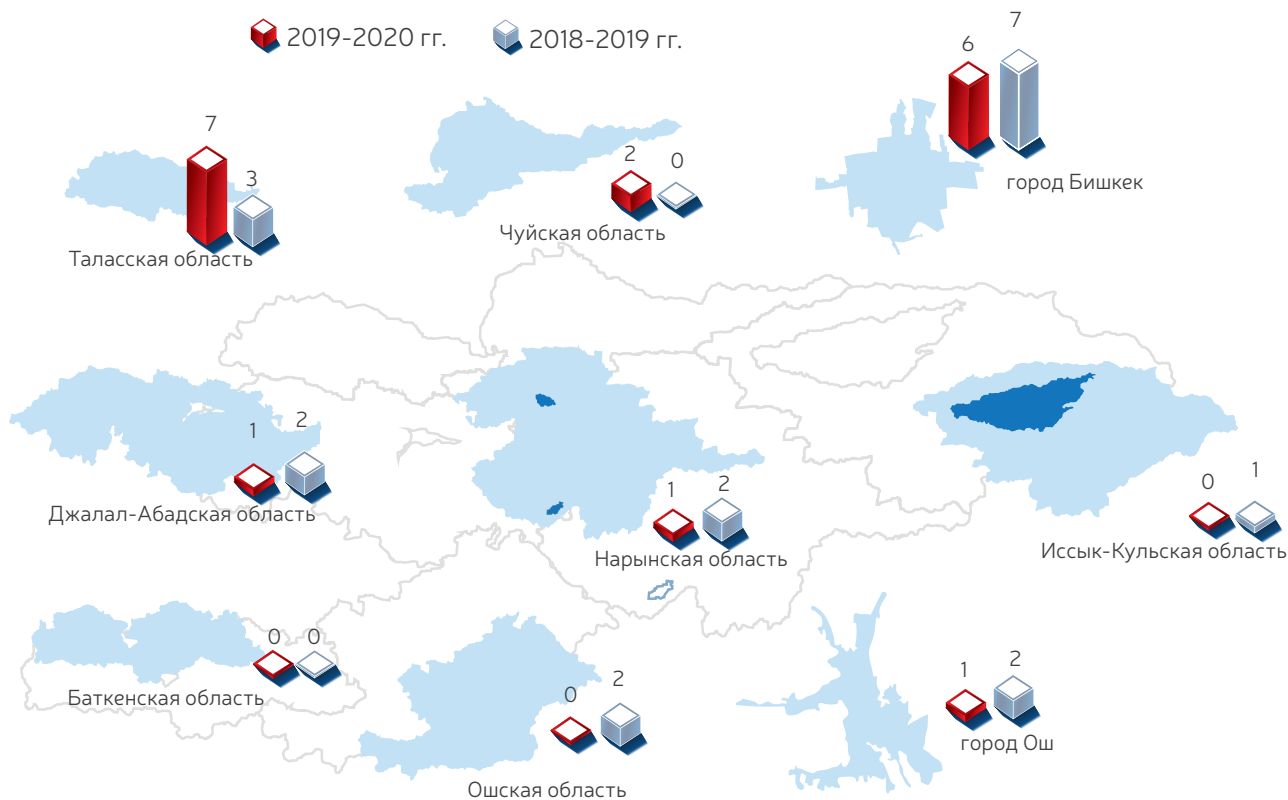 2019-2020 гг.
2018-2019 гг.
7
3
Таласская область
2
0
Чуйская область
6
7
город Бишкек
1
2
Джалал-Абадская область
1
2
Нарынская область
0
1
Иссык-Кульская область
0
0
Баткенская область
0
2
Ошская область
1
2
город Ош